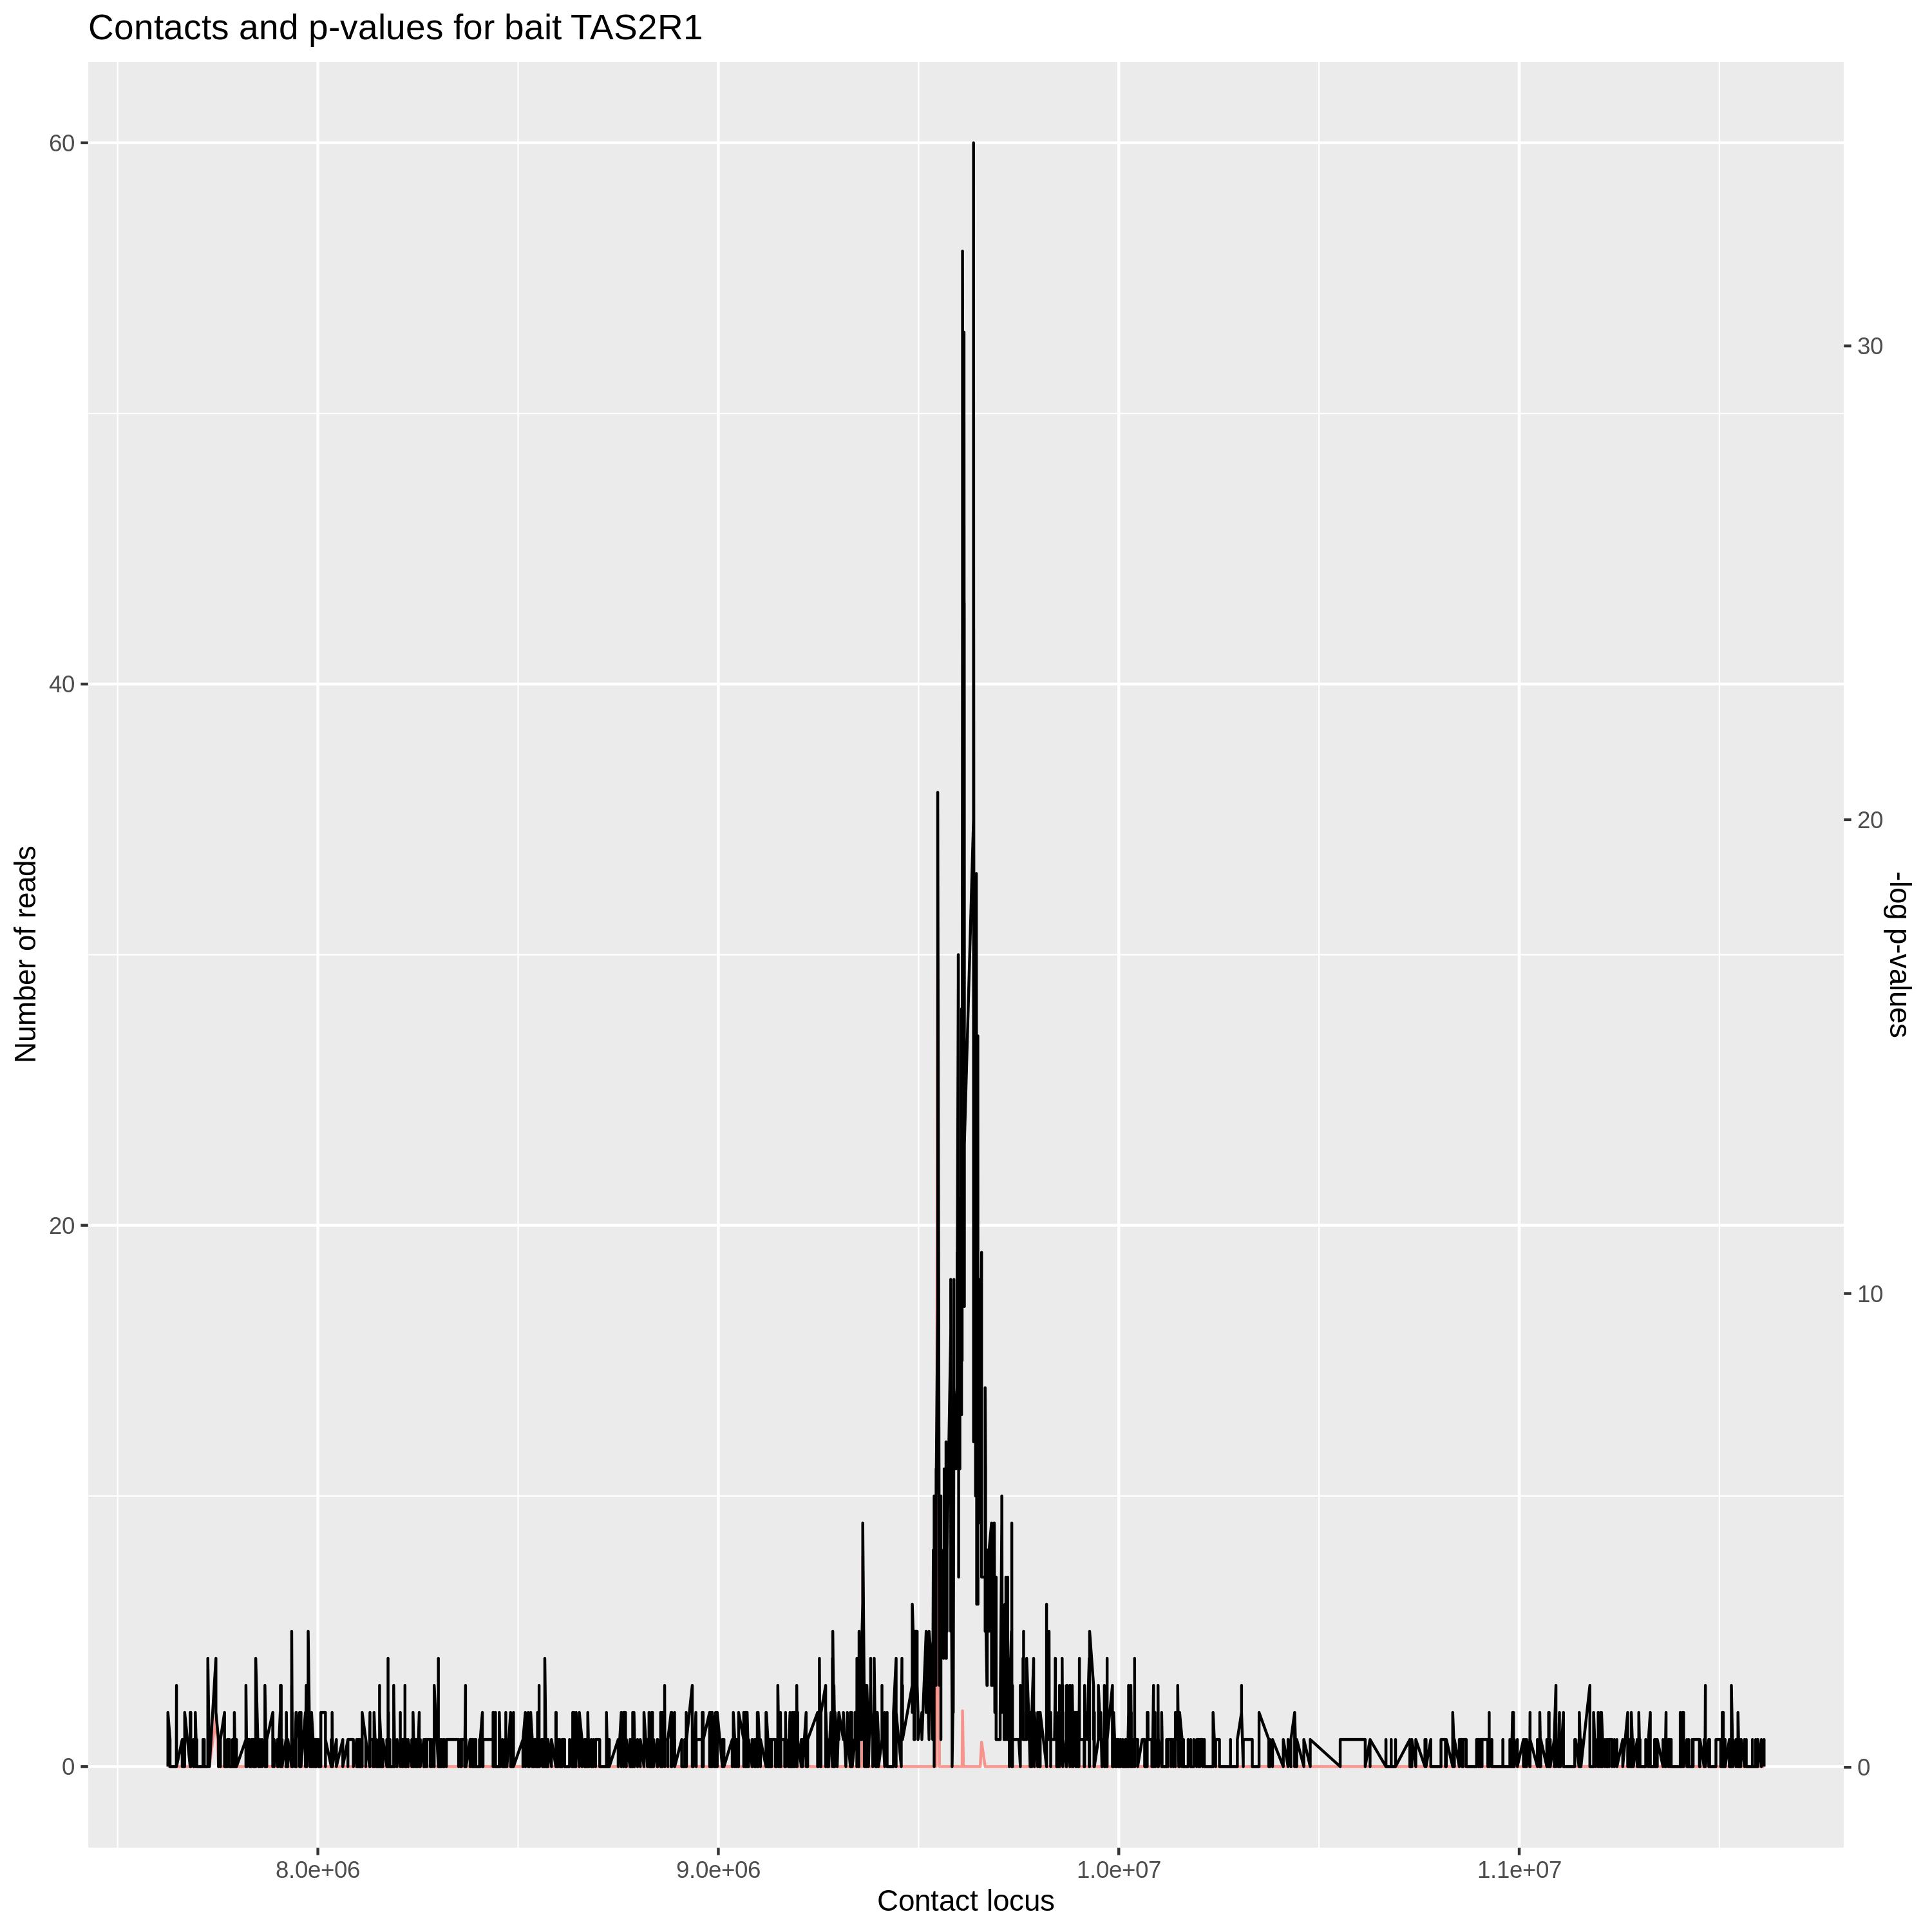 Contacts and p-values for bait TAS2R1
60
40
20
0
30
20
10
0
Number of reads
-log p-values
8.0e+06 9.0e+06 1.0e+07 1.1e+07
Contact locus